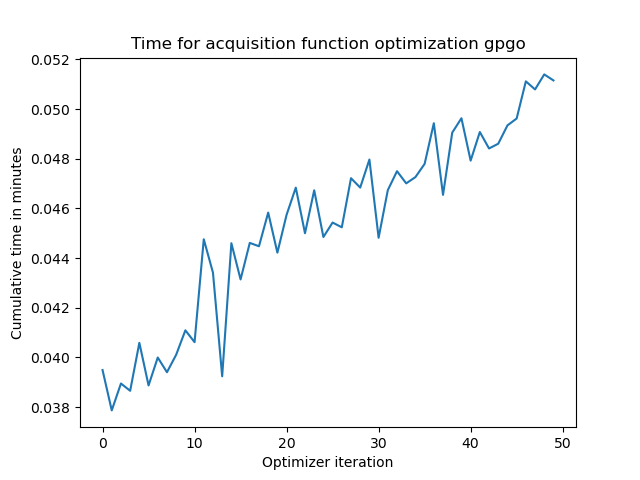 Time for acquisition function optimization gpgo
0.052
0.050
0.048
0.046
0.044
0.042
0.040
0.038
Cumulative time in minutes
0 10 20 30 40 50
Optimizer iteration